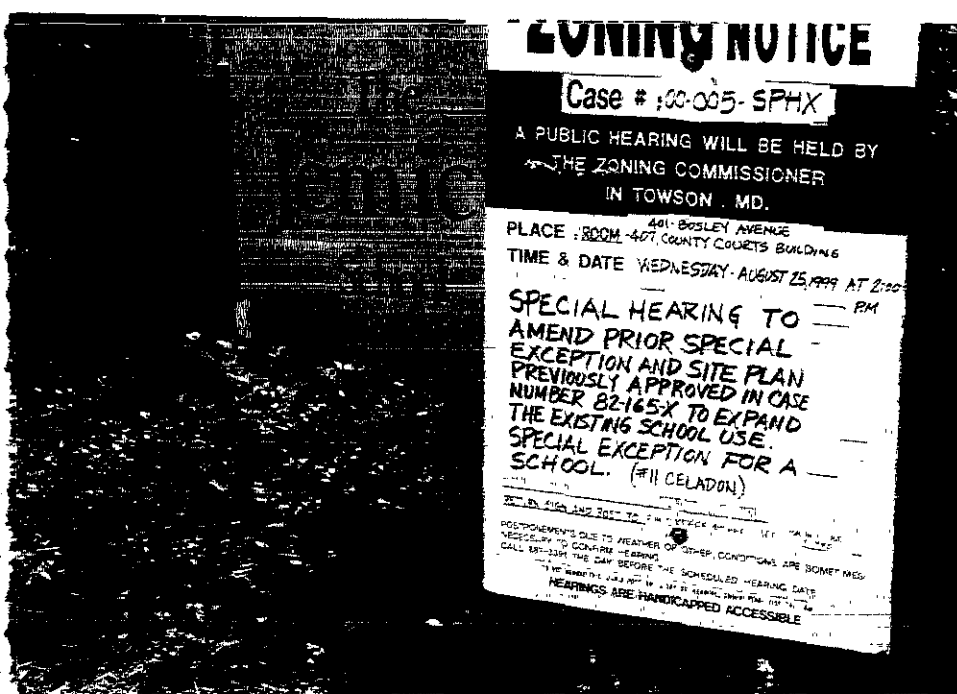 ZONING NOTICE
Case # :00-005-SPHX
A PUBLIC HEARING WILL BE HELD BY
THE ZONING COMMISSIONER
IN TOWSON, MD.
401-BOSLEY AVENUE
PLACE : ROOM-407, COUNTY COURTS BUILDING
TIME & DATE WEDNESDAY-AUGUST 25, 1999 AT 2:00
PM
SPECIAL HEARING TO
AMEND PRIOR SPECIAL
EXCEPTION AND SITE PLAN
PREVIOUSLY APPROVED IN CASE
NUMBER 82-165-X TO EXPAND
THE EXISTING SCHOOL USE.
SPECIAL EXCEPTION FOR A
SCHOOL. (#11 CELADON)
POSTPONEMENTS DUE TO WEATHER OR OTHER CONDITIONS ARE SOMETIMES
NECESSARY TO CONFIRM HEARING
CALL THE DAY BEFORE THE SCHEDULED HEARING DATE
HEARINGS ARE HANDICAPPED ACCESSIBLE